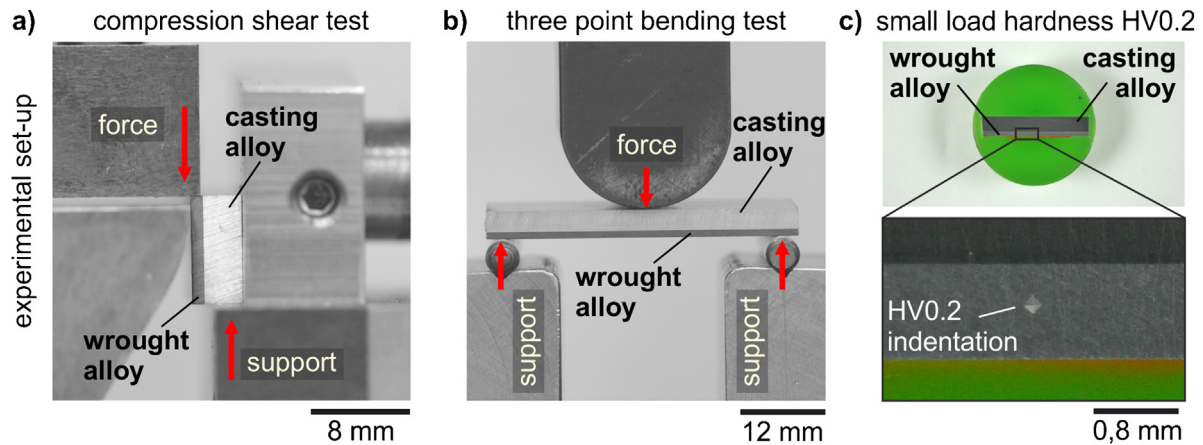 a) compression shear test
b) three point bending test
c) small load hardness HV0.2
experimental set-up
force
casting
alloy
wrought
alloy
support
8 mm
force
casting
alloy
wrought
alloy
support
support
12 mm
wrought
alloy
casting
alloy
HV0.2
indentation
0,8 mm